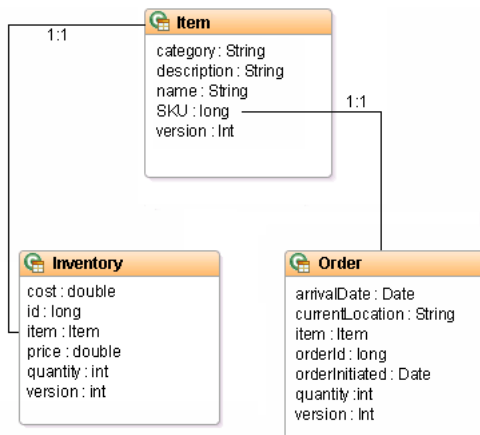 Item
1:1
category : String
description : String
name : String
SKU : long
version : Int
1:1
Inventory
cost : double
id : long
item : Item
price : double
quantity : int
version : int
Order
arrivalDate : Date
currentLocation : String
item : Item
orderId : long
orderInitiated : Date
quantity :int
version : Int